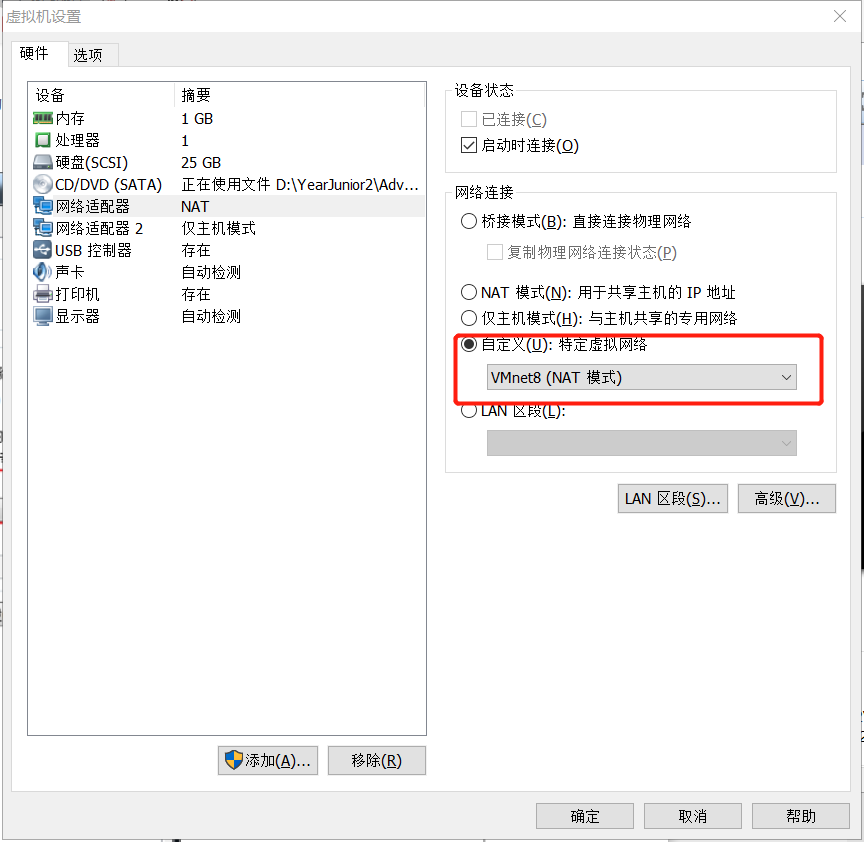 虚拟机设置
硬件 选项
设备 摘要
内存 1 GB
处理器 1
硬盘(SCSI) 25 GB
CD/DVD (SATA) 正在使用文件 D:\YearJunior2\Adv...
网络适配器 NAT
网络适配器 2 仅主机模式
USB 控制器 存在
声卡 自动检测
打印机 存在
显示器 自动检测
添加(A)... 移除(R)
设备状态
已连接(C)
启动时连接(O)
网络连接
桥接模式(B): 直接连接物理网络
复制物理网络连接状态(P)
NAT 模式(N): 用于共享主机的 IP 地址
仅主机模式(H): 与主机共享的专用网络
自定义(U): 特定虚拟网络
VMnet8 (NAT 模式)
LAN 区段(L):
LAN 区段(S)... 高级(V)...
确定 取消 帮助